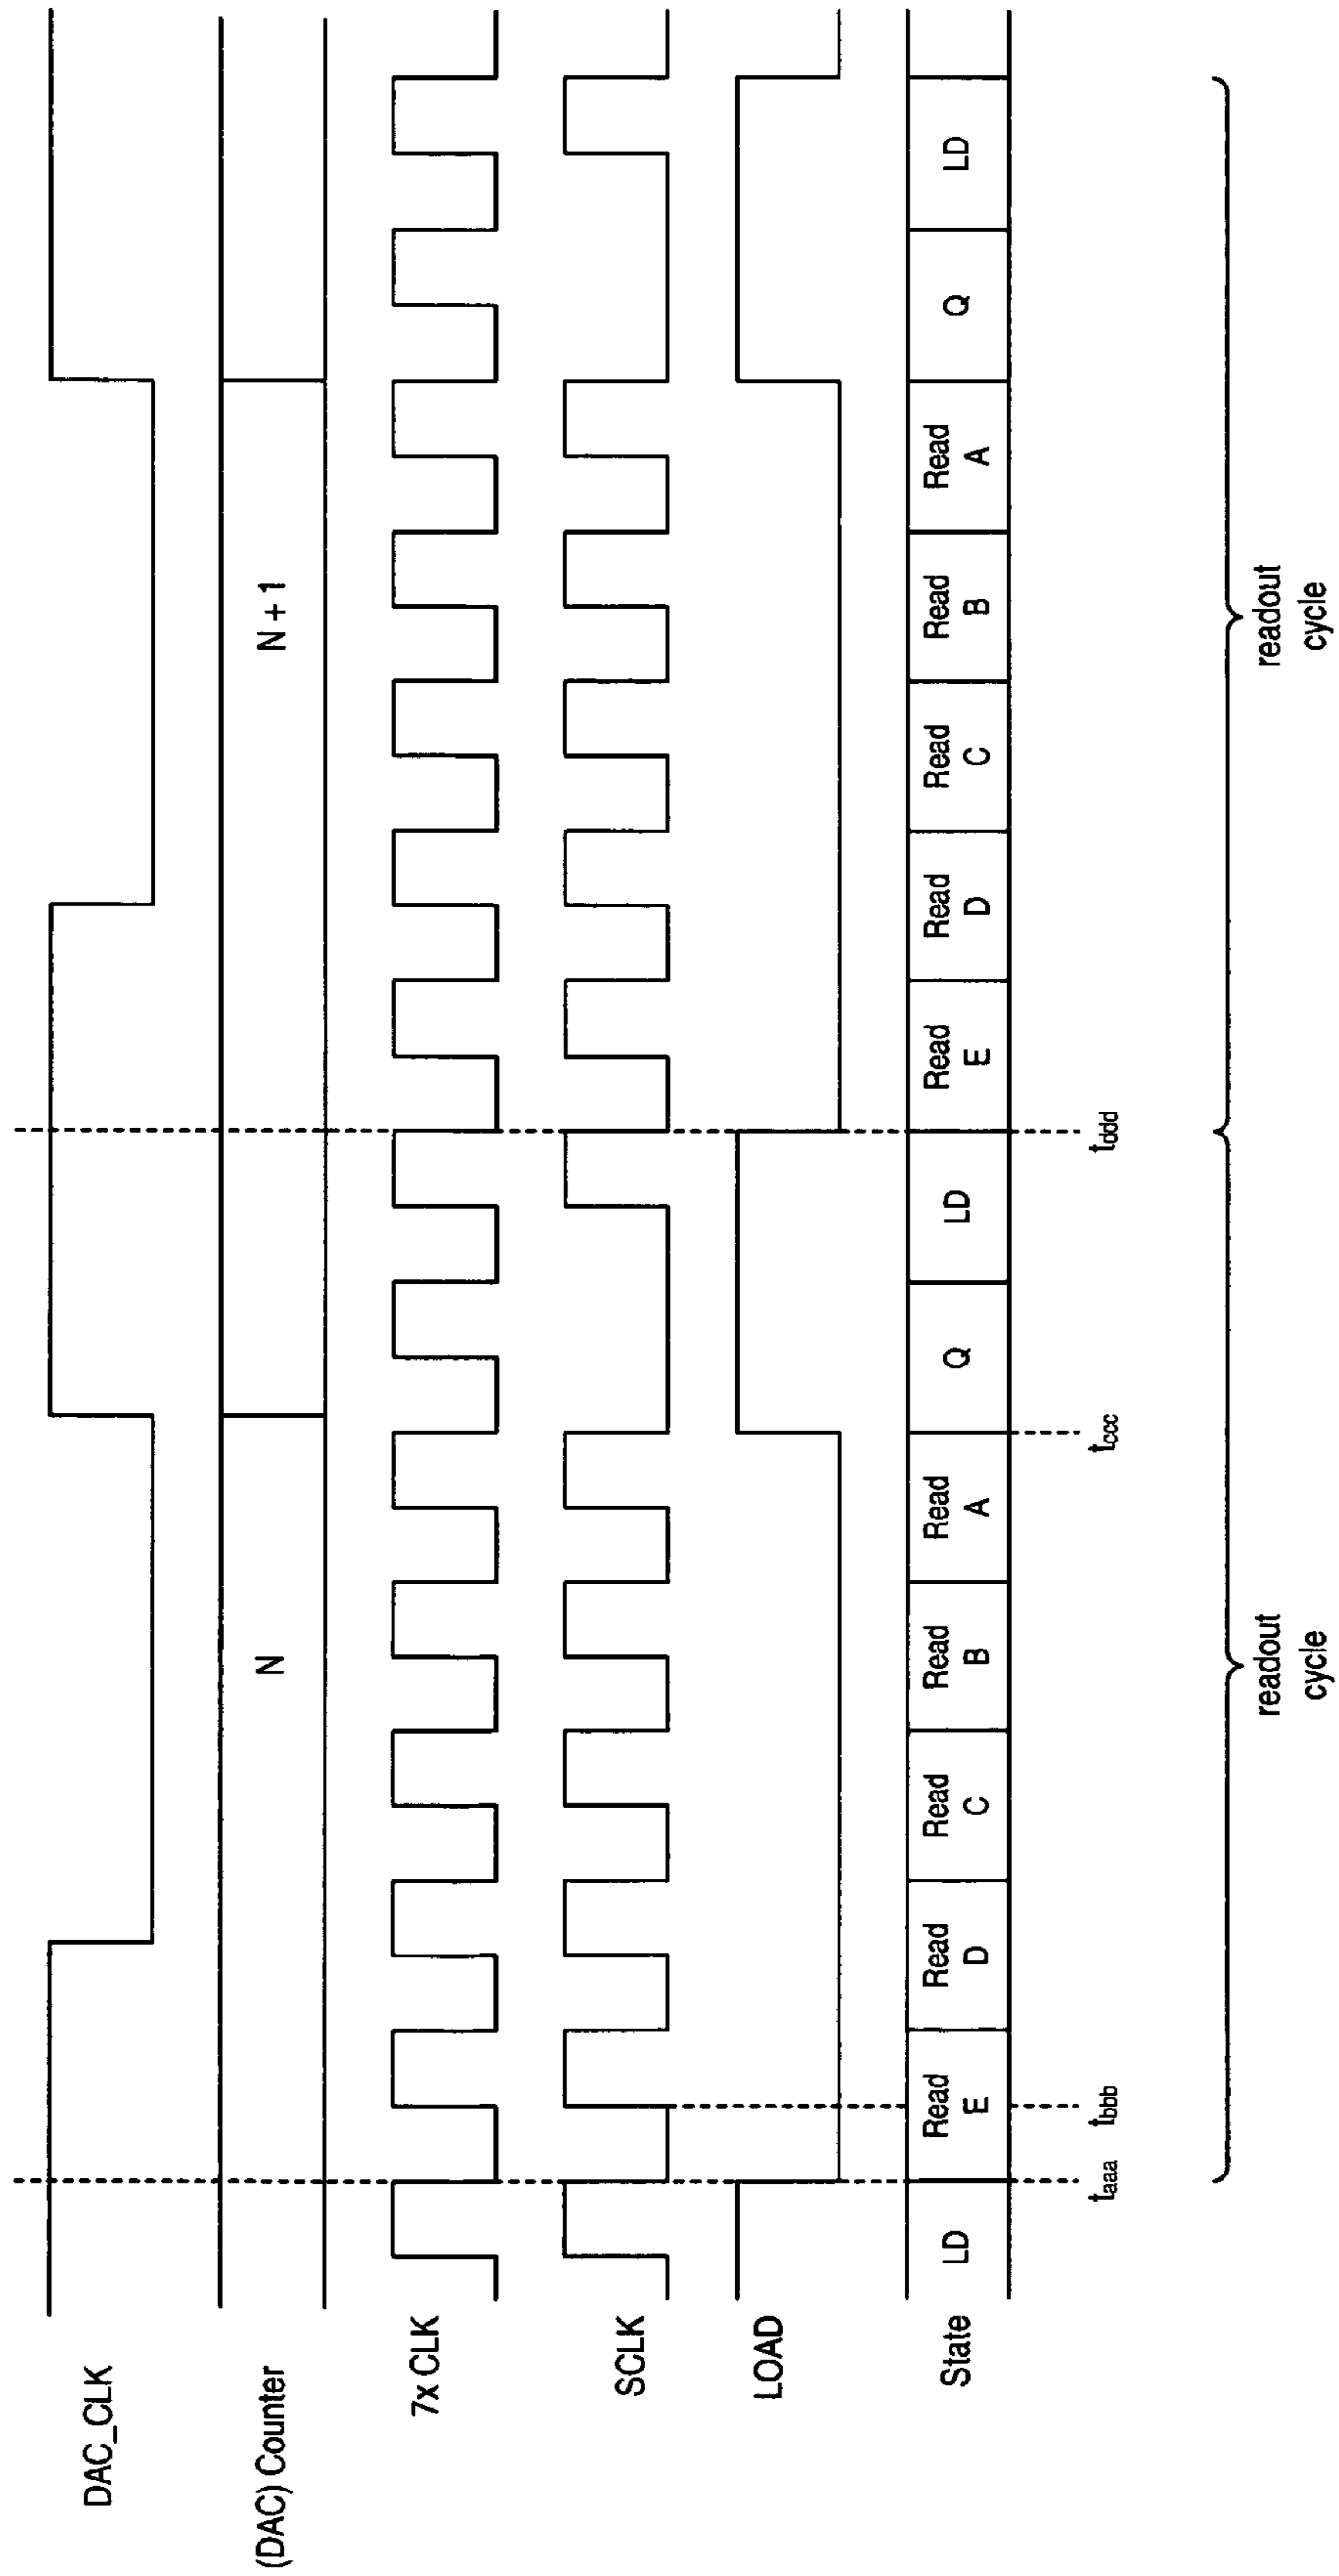 DAC_CLK
(DAC) Counter
N
N + 1
7x CLK
SCLK
LOAD
State
LD
Read
E
Read
D
Read
C
Read
B
Read
A
Q
LD
Read
E
Read
D
Read
C
Read
B
Read
A
Q
LD
taaa
tbbb
tccc
tddd
readout
cycle
readout
cycle